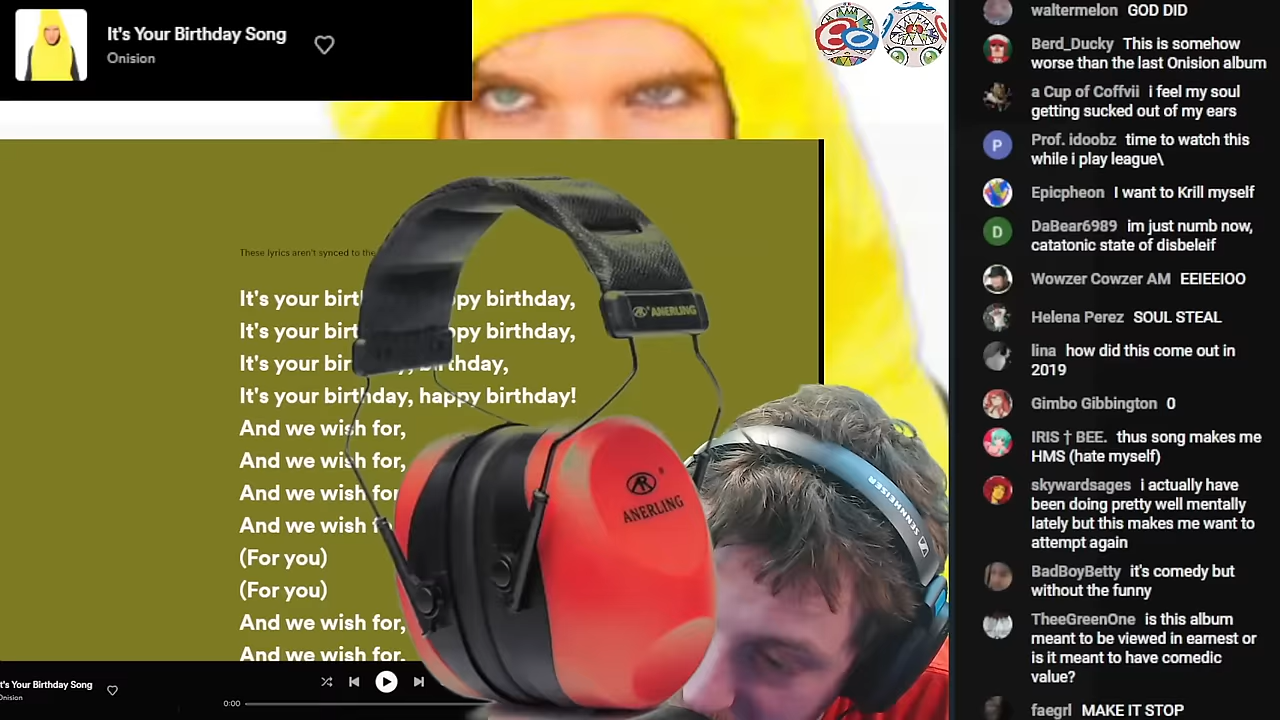 It's Your Birthday Song
Onision
These lyrics aren't synced to the
It's your birt ppy birthday,
It's your birt ppy birthday,
It's your bir , birthday,
It's your birthday, happy birthday!
And we wish for,
And we wish for,
And we wish for
And we wish f
(For you)
(For you)
And we wish for,
And we wish for,
ANERLING
ANERLING
SENNHEISER
t's Your Birthday Song
Onision
0:00
waltermelon GOD DID
Berd_Ducky This is somehow
worse than the last Onision album
a Cup of Coffvii i feel my soul
getting sucked out of my ears
P
Prof. idoobz time to watch this
while i play league\
Epicpheon I want to Krill myself
D
DaBear6989 im just numb now,
catatonic state of disbeleif
Wowzer Cowzer AM EEIEEIOO
Helena Perez SOUL STEAL
lina how did this come out in
2019
Gimbo Gibbington 0
IRIS † BEE. thus song makes me
HMS (hate myself)
skywardsages i actually have
been doing pretty well mentally
lately but this makes me want to
attempt again
BadBoyBetty it's comedy but
without the funny
TheeGreenOne is this album
meant to be viewed in earnest or
is it meant to have comedic
value?
faegrl MAKE IT STOP